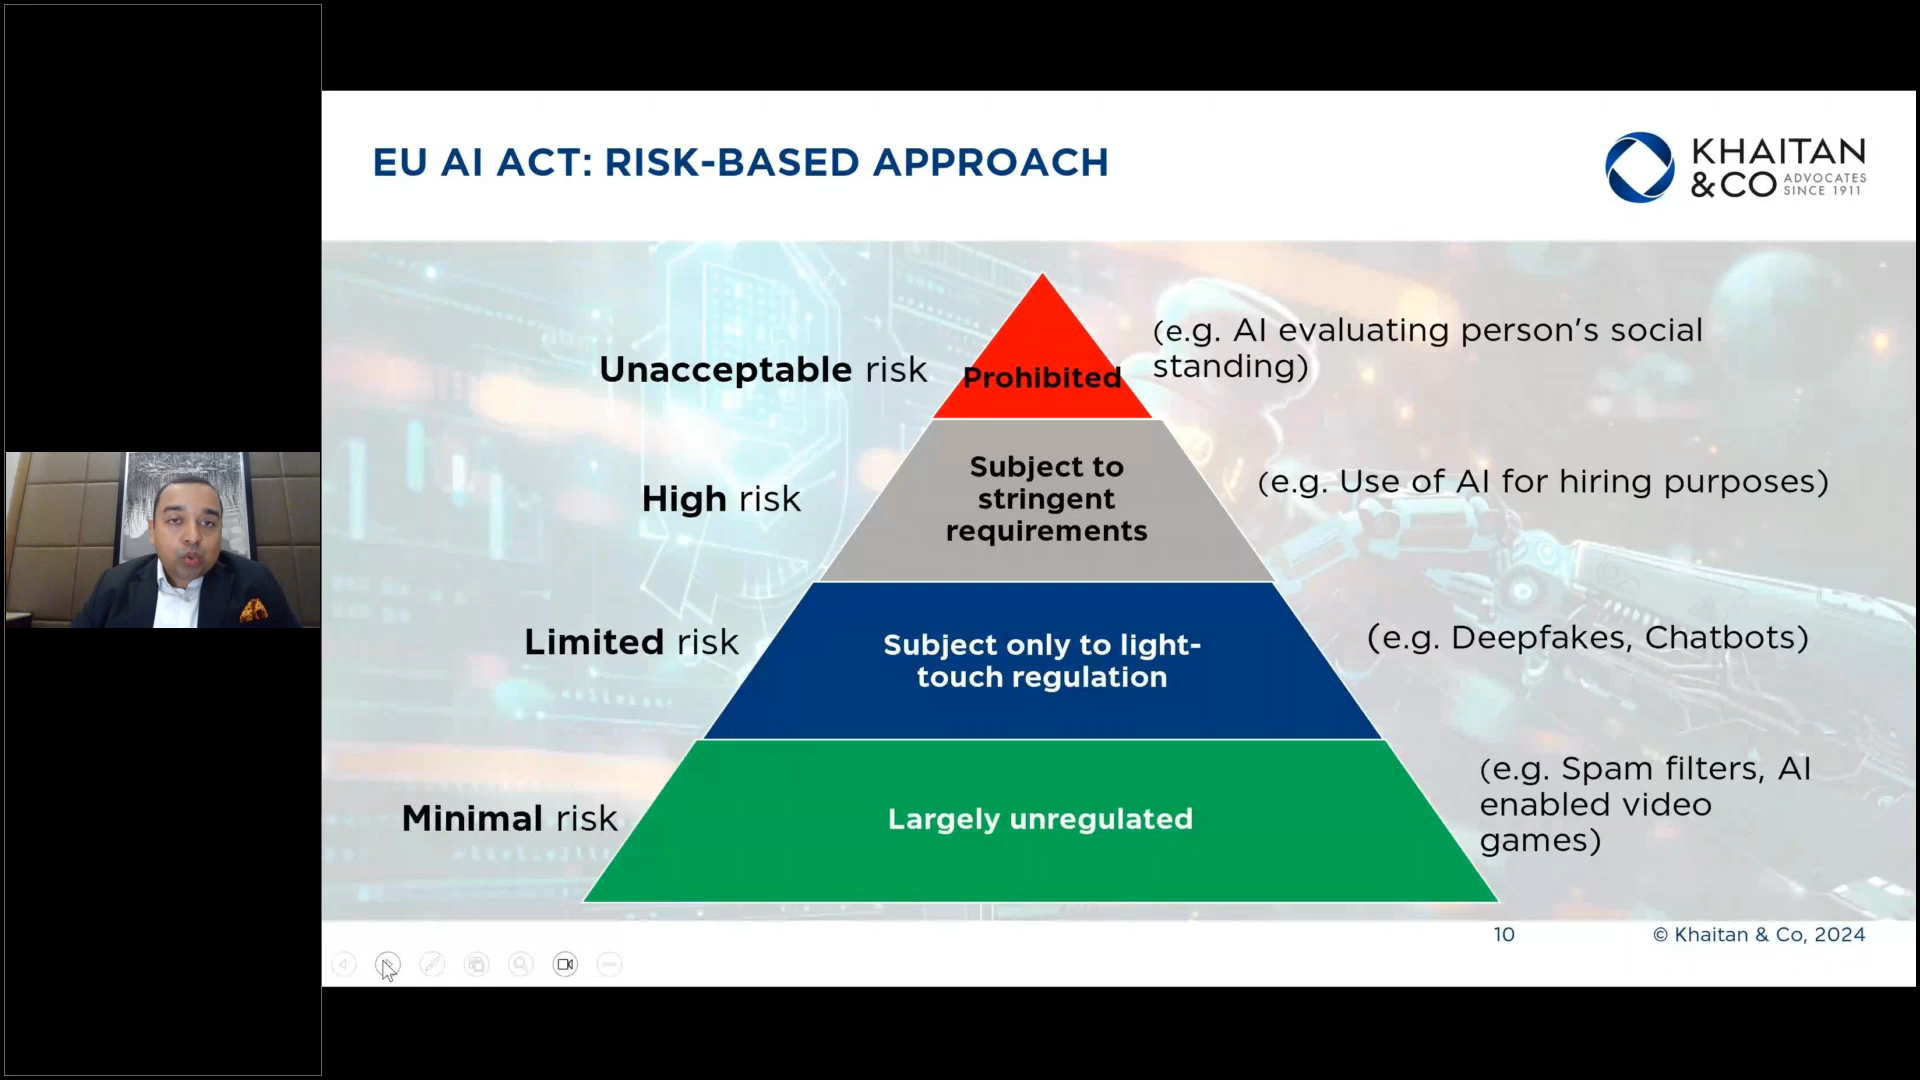 EU AI ACT: RISK-BASED APPROACH
KHAITAN
&CO ADVOCATES
SINCE 1911
Unacceptable risk
Prohibited
(e.g. AI evaluating person's social
standing)
High risk
Subject to
stringent
requirements
(e.g. Use of AI for hiring purposes)
Limited risk
Subject only to light-
touch regulation
(e.g. Deepfakes, Chatbots)
Minimal risk
Largely unregulated
(e.g. Spam filters, AI
enabled video
games)
10
© Khaitan & Co, 2024